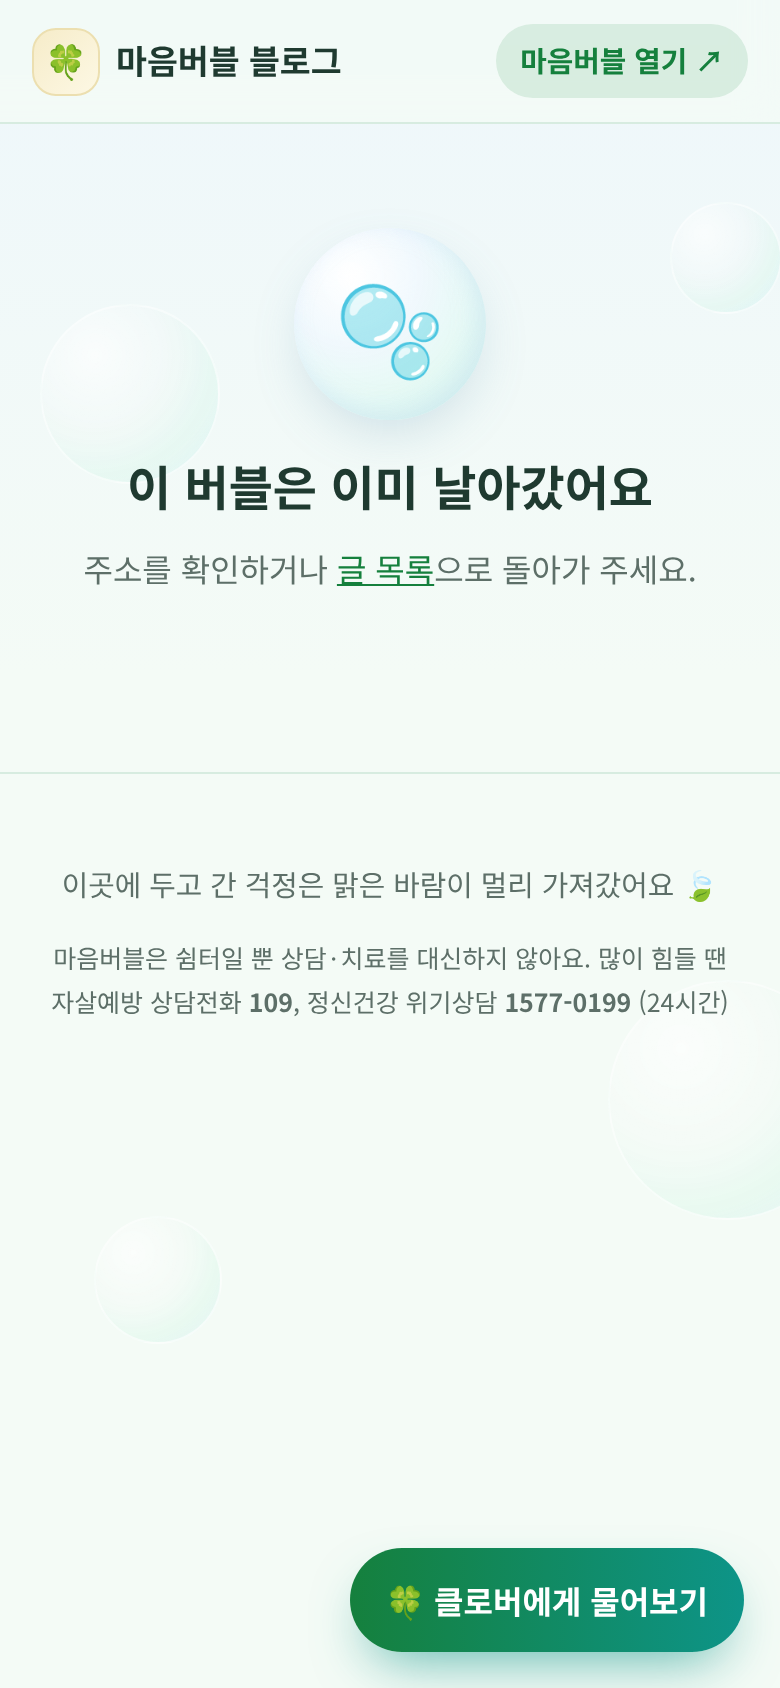 마음버블 블로그
마음버블 열기 ↗
이 버블은 이미 날아갔어요
주소를 확인하거나 글 목록으로 돌아가 주세요.
이곳에 두고 간 걱정은 맑은 바람이 멀리 가져갔어요 🍃
마음버블은 쉼터일 뿐 상담·치료를 대신하지 않아요. 많이 힘들 땐
자살예방 상담전화 109, 정신건강 위기상담 1577-0199 (24시간)
🍀 클로버에게 물어보기